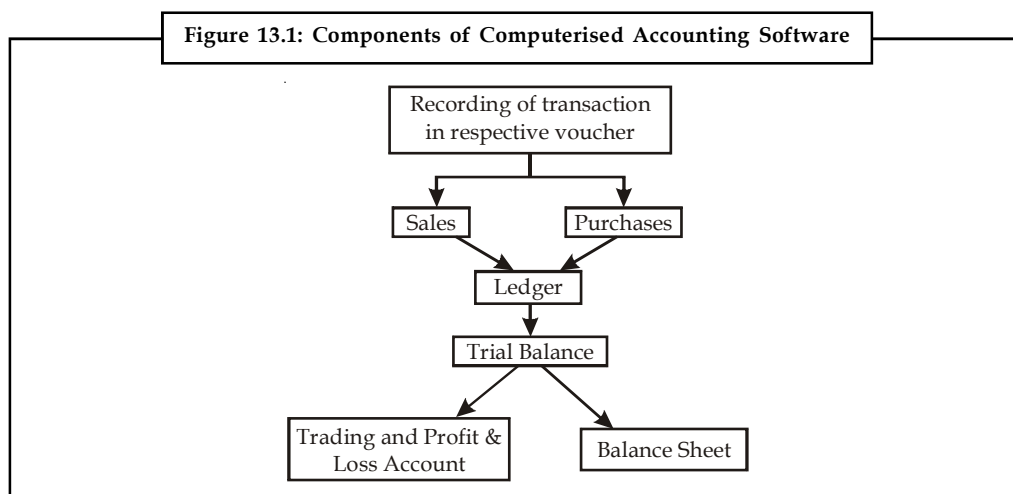 Figure 13.1: Components of Computerised Accounting Software
Recording of transaction
in respective voucher
Sales
Purchases
Ledger
Trial Balance
Trading and Profit &
Loss Account
Balance Sheet